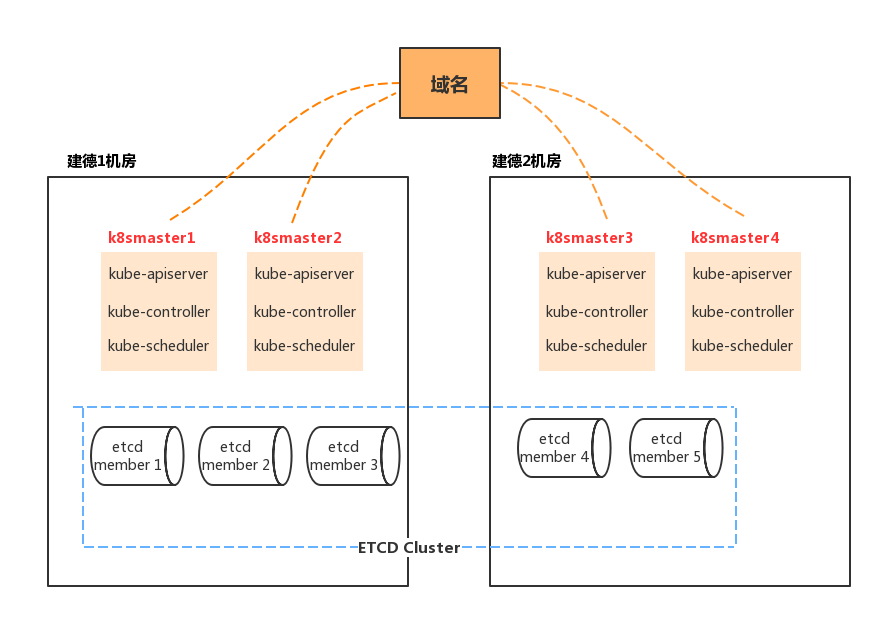 域名
建德1机房
建德2机房
k8smaster1
kube-apiserver
kube-controller
kube-scheduler
k8smaster2
kube-apiserver
kube-controller
kube-scheduler
k8smaster3
kube-apiserver
kube-controller
kube-scheduler
k8smaster4
kube-apiserver
kube-controller
kube-scheduler
etcd
member 1
etcd
member 2
etcd
member 3
etcd
member 4
etcd
member 5
ETCD Cluster